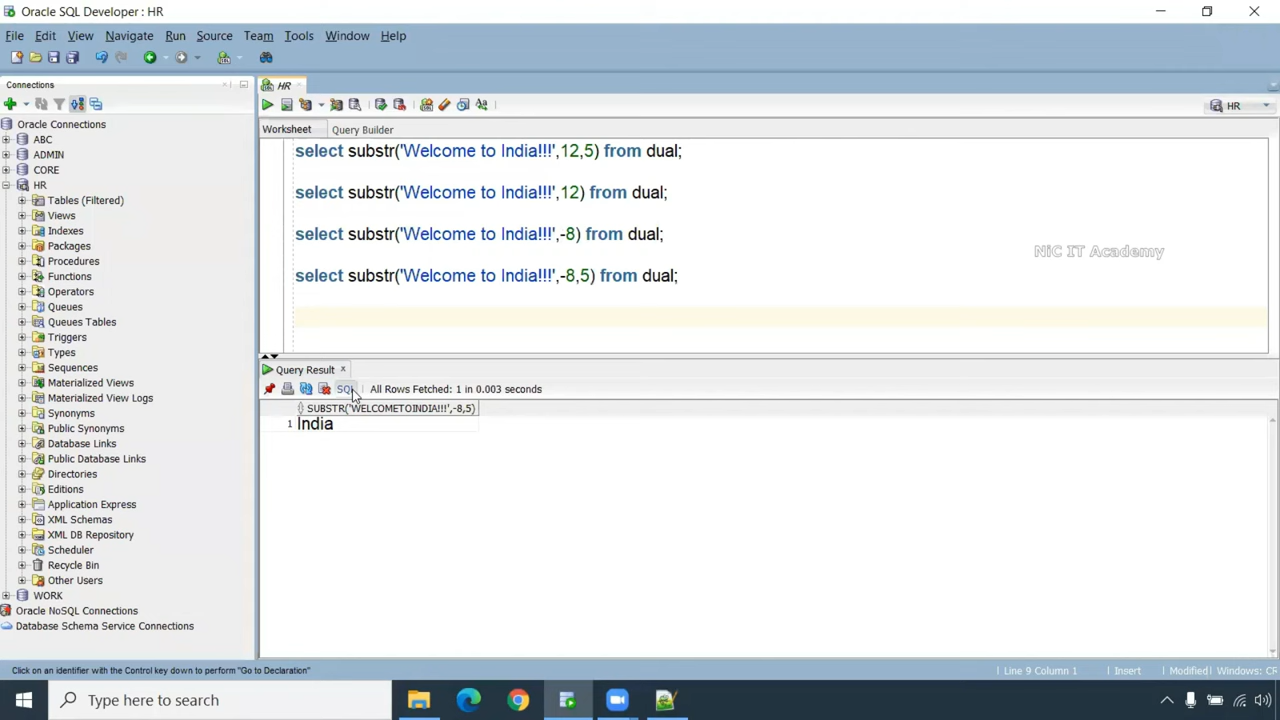 Oracle SQL Developer : HR
File Edit View Navigate Run Source Team Tools Window Help
Connections
HR
HR
Worksheet Query Builder
Oracle Connections
ABC
ADMIN
CORE
HR
Tables (Filtered)
Views
Indexes
Packages
Procedures
Functions
Operators
Queues
Queues Tables
Triggers
Types
Sequences
Materialized Views
Materialized View Logs
Synonyms
Public Synonyms
Database Links
Public Database Links
Directories
Editions
Application Express
XML Schemas
XML DB Repository
Scheduler
Recycle Bin
Other Users
WORK
Oracle NoSQL Connections
Database Schema Service Connections
select substr('Welcome to India!!!',12,5) from dual;
select substr('Welcome to India!!!',12) from dual;
select substr('Welcome to India!!!',-8) from dual;
NiC IT Academy
select substr('Welcome to India!!!',-8,5) from dual;
Query Result
SQL All Rows Fetched: 1 in 0.003 seconds
SUBSTR('WELCOMETOINDIA!!!',-8,5)
1 India
Click on an identifier with the Control key down to perform "Go to Declaration"
Line 9 Column 1 Insert Modified Windows: CR
Type here to search